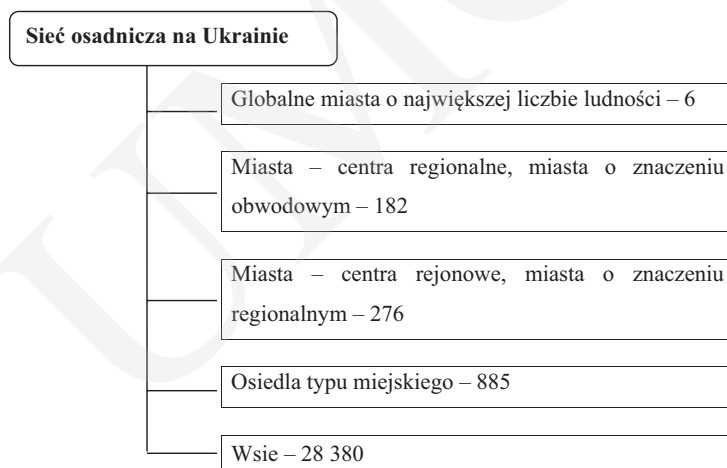 Sieć osadnicza na Ukrainie
Globalne miasta o największej liczbie ludności – 6
Miasta – centra regionalne, miasta o znaczeniu
obwodowym – 182
Miasta – centra rejonowe, miasta o znaczeniu
regionalnym – 276
Osiedla typu miejskiego – 885
Wsie – 28 380